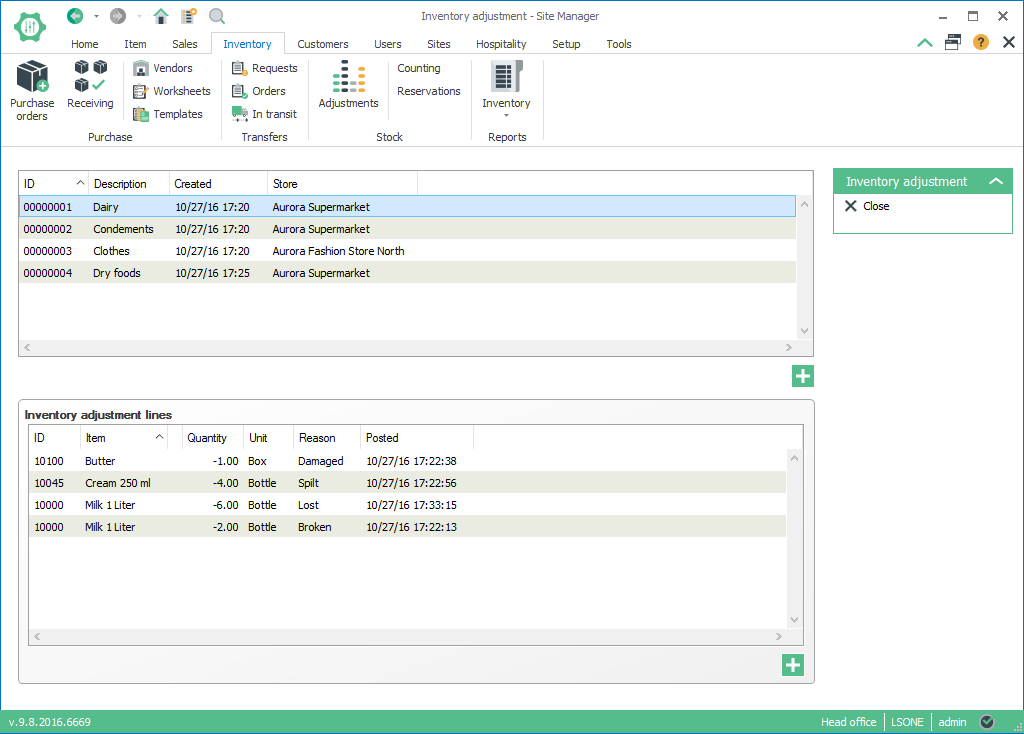 Inventory adjustment - Site Manager
Home Item Sales Inventory Customers Users Sites Hospitality Setup Tools
Purchase orders
Receiving
Vendors
Worksheets
Templates
Purchase
Requests
Orders
In transit
Transfers
Adjustments
Counting
Reservations
Stock
Inventory
Reports
ID Description Created Store
00000001 Dairy 10/27/16 17:20 Aurora Supermarket
00000002 Condements 10/27/16 17:20 Aurora Supermarket
00000003 Clothes 10/27/16 17:20 Aurora Fashion Store North
00000004 Dry foods 10/27/16 17:25 Aurora Supermarket
Inventory adjustment
Close
Inventory adjustment lines
ID Item Quantity Unit Reason Posted
10100 Butter -1.00 Box Damaged 10/27/16 17:22:38
10045 Cream 250 ml -4.00 Bottle Spilt 10/27/16 17:22:56
10000 Milk 1 Liter -6.00 Bottle Lost 10/27/16 17:33:15
10000 Milk 1 Liter -2.00 Bottle Broken 10/27/16 17:22:13
v.9.8.2016.6669 Head office LSONE admin